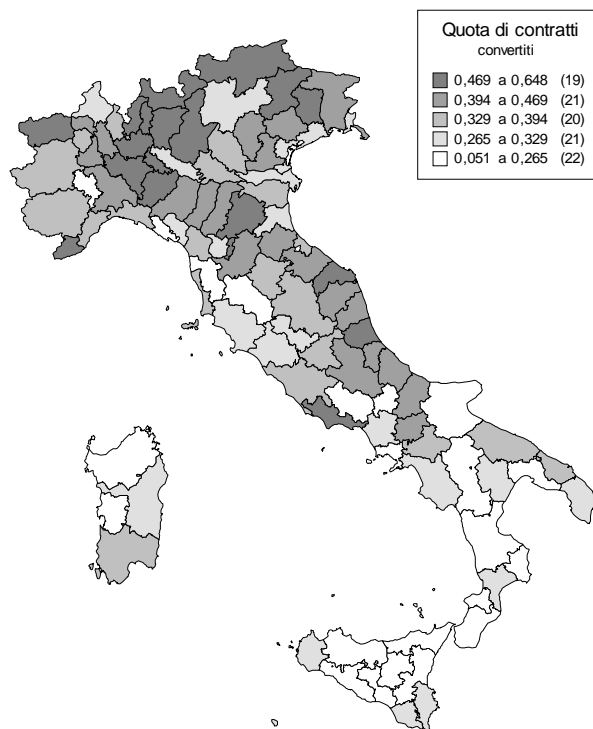 Quota di contratti
convertiti
0,469 a 0,648 (19)
0,394 a 0,469 (21)
0,329 a 0,394 (20)
0,265 a 0,329 (21)
0,051 a 0,265 (22)